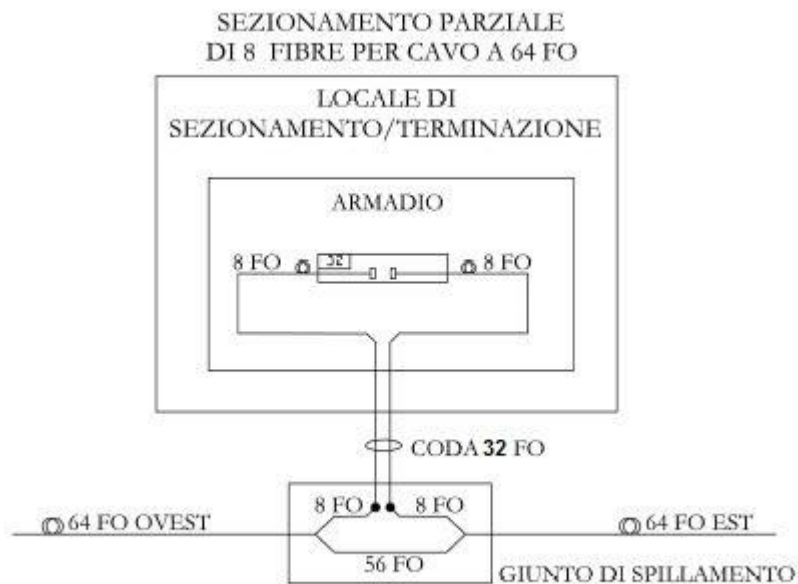 SEZIONAMENTO PARZIALE
DI 8 FIBRE PER CAVO A 64 FO
LOCALE DI
SEZIONAMENTO/TERMINAZIONE
ARMADIO
8 FO
8 FO
CODA 32 FO
8 FO
8 FO
64 FO OVEST
64 FO EST
56 FO
GIUNTO DI SPILLAMENTO